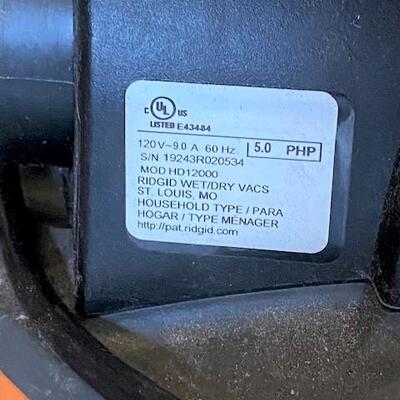 C UL US
LISTED E43484
120V~9.0 A 60 Hz 5.0 PHP
S/N 19243R020534
MOD HD12000
RIDGID WET/DRY VACS
ST. LOUIS, MO
HOUSEHOLD TYPE / PARA
HOGAR / TYPE MÉNAGER
http://pat.ridgid.com/